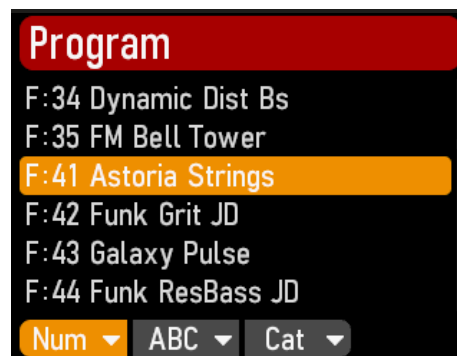 Program
F:34 Dynamic Dist Bs
F:35 FM Bell Tower
F:41 Astoria Strings
F:42 Funk Grit JD
F:43 Galaxy Pulse
F:44 Funk ResBass JD
Num ABC Cat